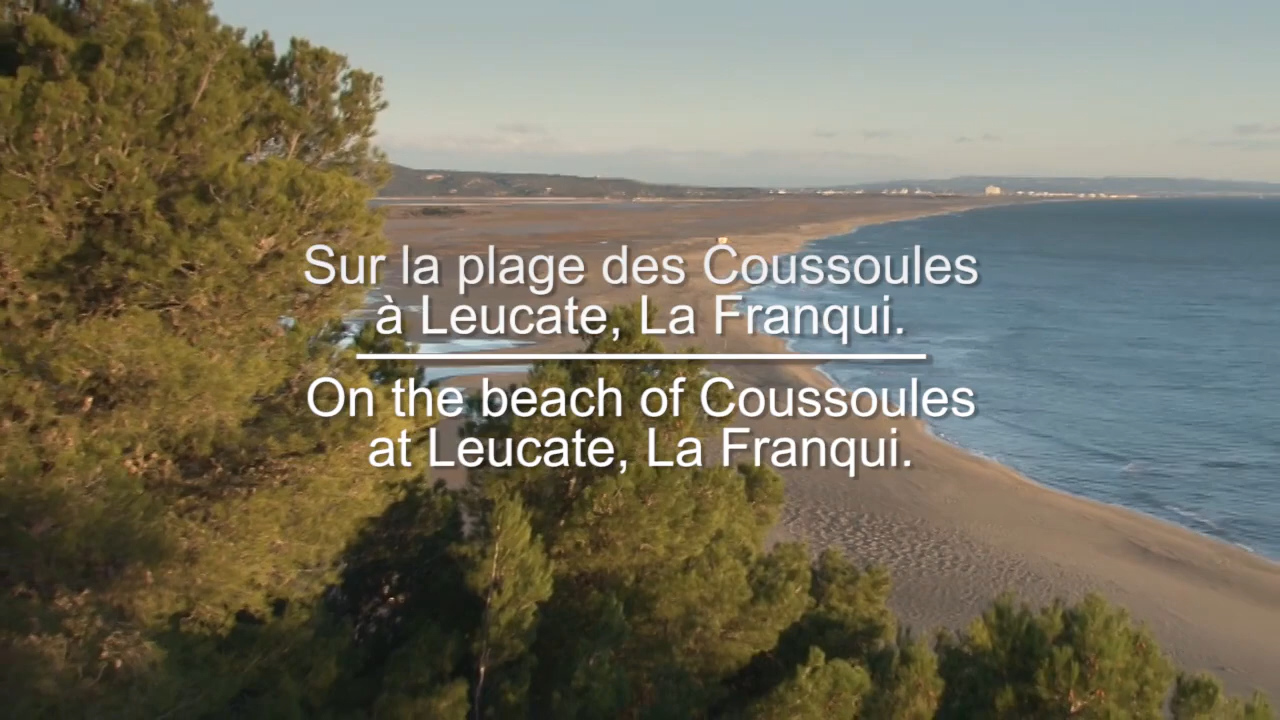 Sur la plage des Coussoules
à Leucate, La Franqui.
On the beach of Coussoules
at Leucate, La Franqui.